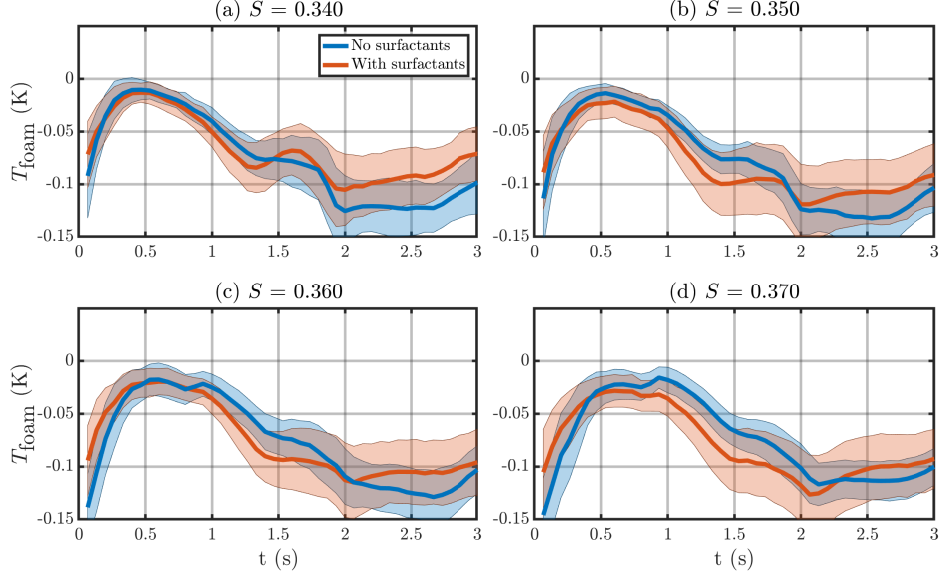 (a) S = 0.340
(b) S = 0.350
No surfactants
With surfactants
T_foam (K)
0
-0.05
-0.1
-0.15
0 0.5 1 1.5 2 2.5 3
0
-0.05
-0.1
-0.15
0 0.5 1 1.5 2 2.5 3
(c) S = 0.360
(d) S = 0.370
T_foam (K)
0
-0.05
-0.1
-0.15
0 0.5 1 1.5 2 2.5 3
t (s)
0
-0.05
-0.1
-0.15
0 0.5 1 1.5 2 2.5 3
t (s)